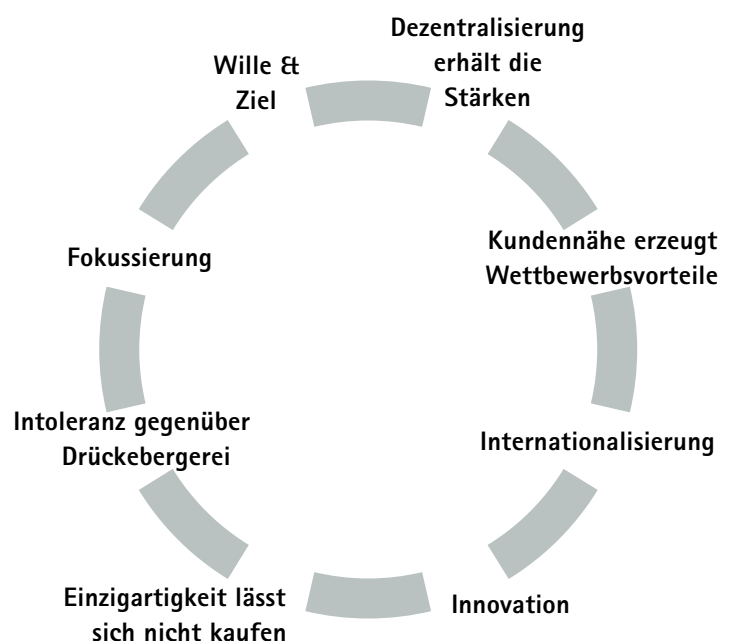 Wille &
Ziel
Dezentralisierung
erhält die
Stärken
Kundennähe erzeugt
Wettbewerbsvorteile
Internationalisierung
Innovation
Einzigartigkeit lässt
sich nicht kaufen
Intoleranz gegenüber
Drückebergerei
Fokussierung